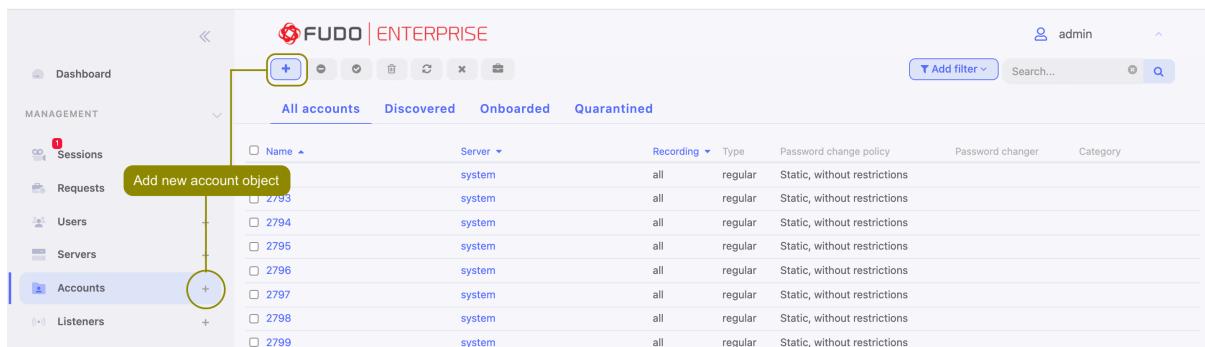 FUDO ENTERPRISE
admin
Dashboard
Add filter
Search...
MANAGEMENT
All accounts Discovered Onboarded Quarantined
1
Sessions
Name Server Recording Type Password change policy Password changer Category
system all regular Static, without restrictions
Add new account object
Requests
2793 system all regular Static, without restrictions
Users
2794 system all regular Static, without restrictions
2795 system all regular Static, without restrictions
Servers
2796 system all regular Static, without restrictions
Accounts
2797 system all regular Static, without restrictions
2798 system all regular Static, without restrictions
Listeners
2799 system all regular Static, without restrictions